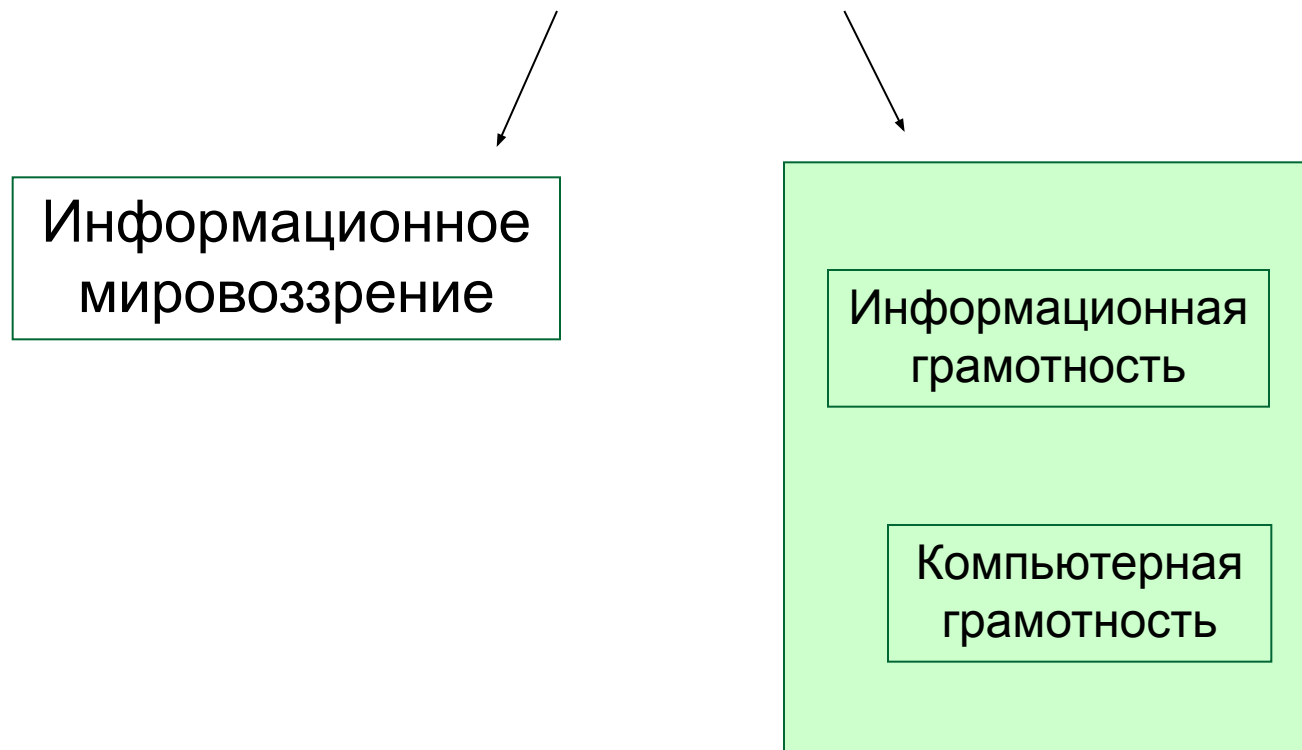 Информационное
мировоззрение
Информационная
грамотность
Компьютерная
грамотность